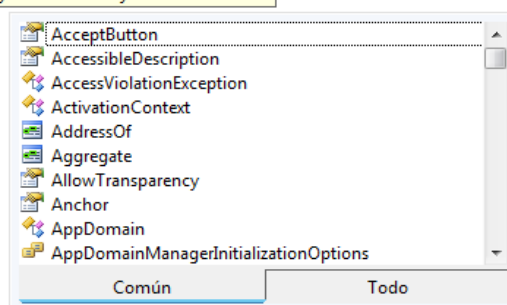 AcceptButton
AccessibleDescription
AccessViolationException
ActivationContext
AddressOf
Aggregate
AllowTransparency
Anchor
AppDomain
AppDomainManagerInitializationOptions
Común Todo